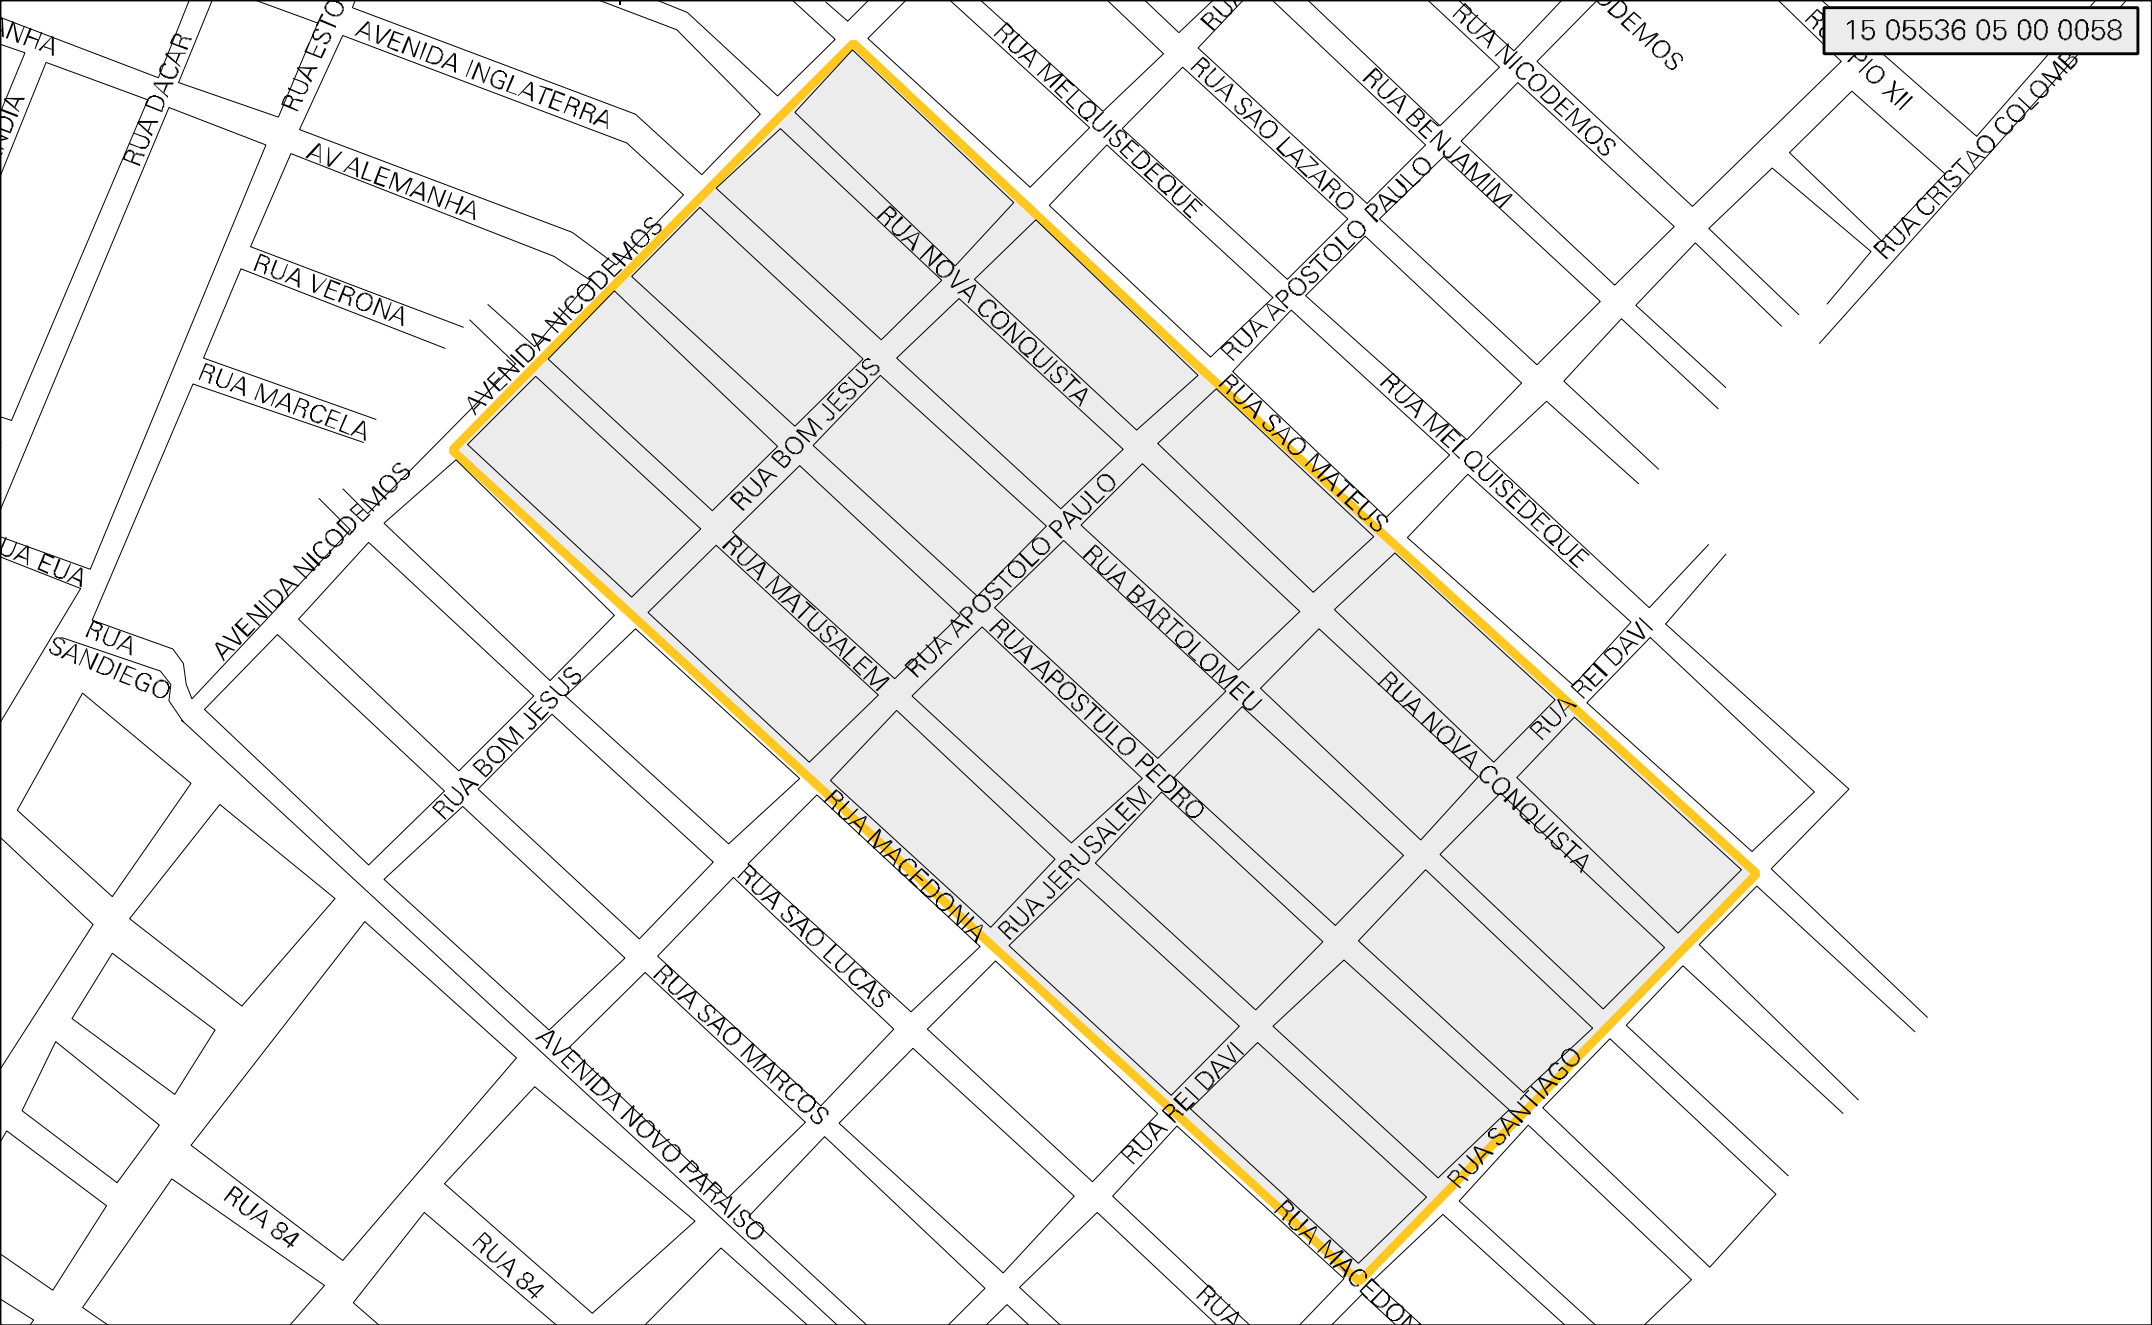 15 05536 05 00 0058
RUA DACAR
AVENIDA INGLATERRA
RUA MELQUISEDEQUE
RUA SAO LAZARO
RUA BENJAMIM
RUA NICODEMOS
PIO XII
RUA CRISTAO COLOMB
AV ALEMANHA
RUA VERONA
RUA MARCELA
AVENIDA NICODEMOS
RUA NOVA CONQUISTA
RUA APOSTOLO PAULO
RUA SAO MATEUS
RUA MELQUISEDEQUE
RUA BOM JESUS
AVENIDA NICODEMOS
RUA MATUSALEM
RUA APOSTOLO PAULO
RUA BARTOLOMEU
RUA APOSTULO PEDRO
RUA REI DAVI
RUA NOVA CONQUISTA
UA EUA
RUA
SANDIEGO
RUA BOM JESUS
RUA MACEDONIA
RUA JERUSALEM
RUA SAO LUCAS
RUA SAO MARCOS
AVENIDA NOVO PARAISO
RUA REI DAVI
RUA SANTIAGO
RUA MACEDON
RUA 84
RUA 84
RUA